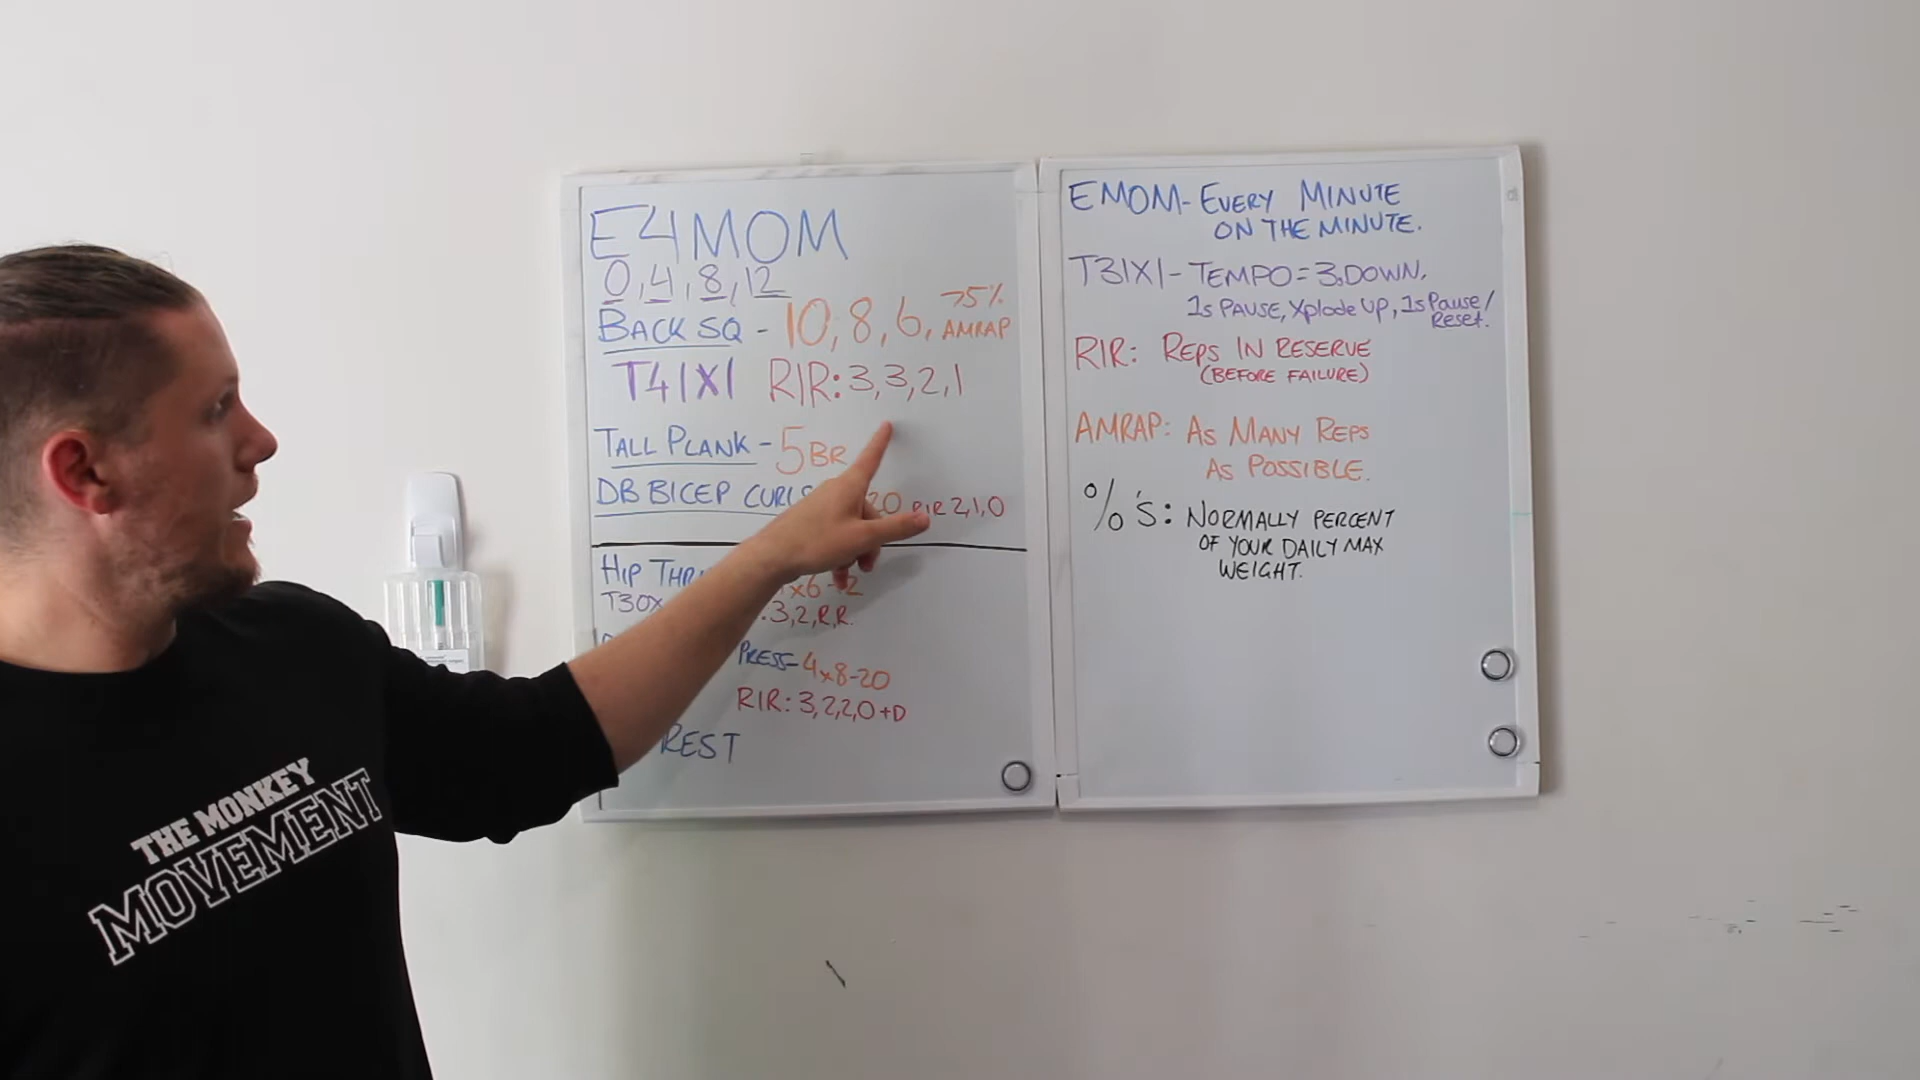 E4MOM
0, 4, 8, 12
BACK SQ - 10, 8, 6, 75% AMRAP
T41X1 RIR: 3, 3, 2, 1
TALL PLANK - 5 BR
DB BICEP CURLS 20 RIR 2, 1, 0
HIP
T30X
x6-12
3, 2, R, R.
PRESS- 4x8-20
RIR: 3, 2, 2, 0 +D
REST
EMOM- EVERY MINUTE
ON THE MINUTE.
T31X1- TEMPO = 3s DOWN,
1s PAUSE, Xplode UP, 1s Pause/
Reset.
RIR: REPS IN RESERVE
(BEFORE FAILURE)
AMRAP: AS MANY REPS
AS POSSIBLE.
%'S: NORMALLY PERCENT
OF YOUR DAILY MAX
WEIGHT.
THE MONKEY
MOVEMENT